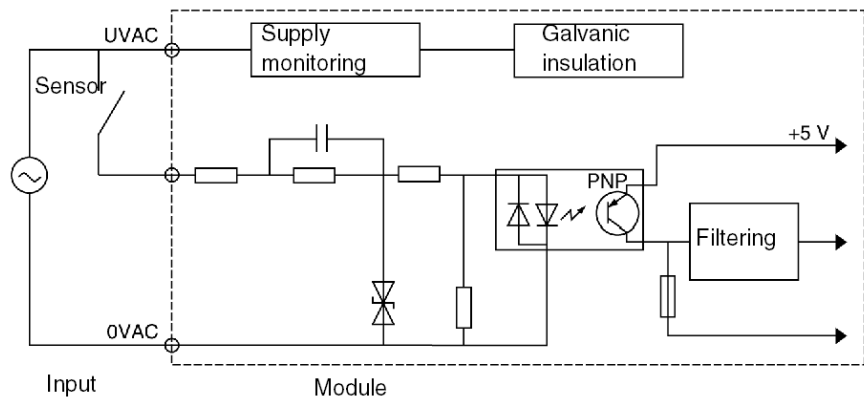 UVAC
Supply
monitoring
Galvanic
insulation
Sensor
+5 V
PNP
Filtering
0VAC
Input
Module